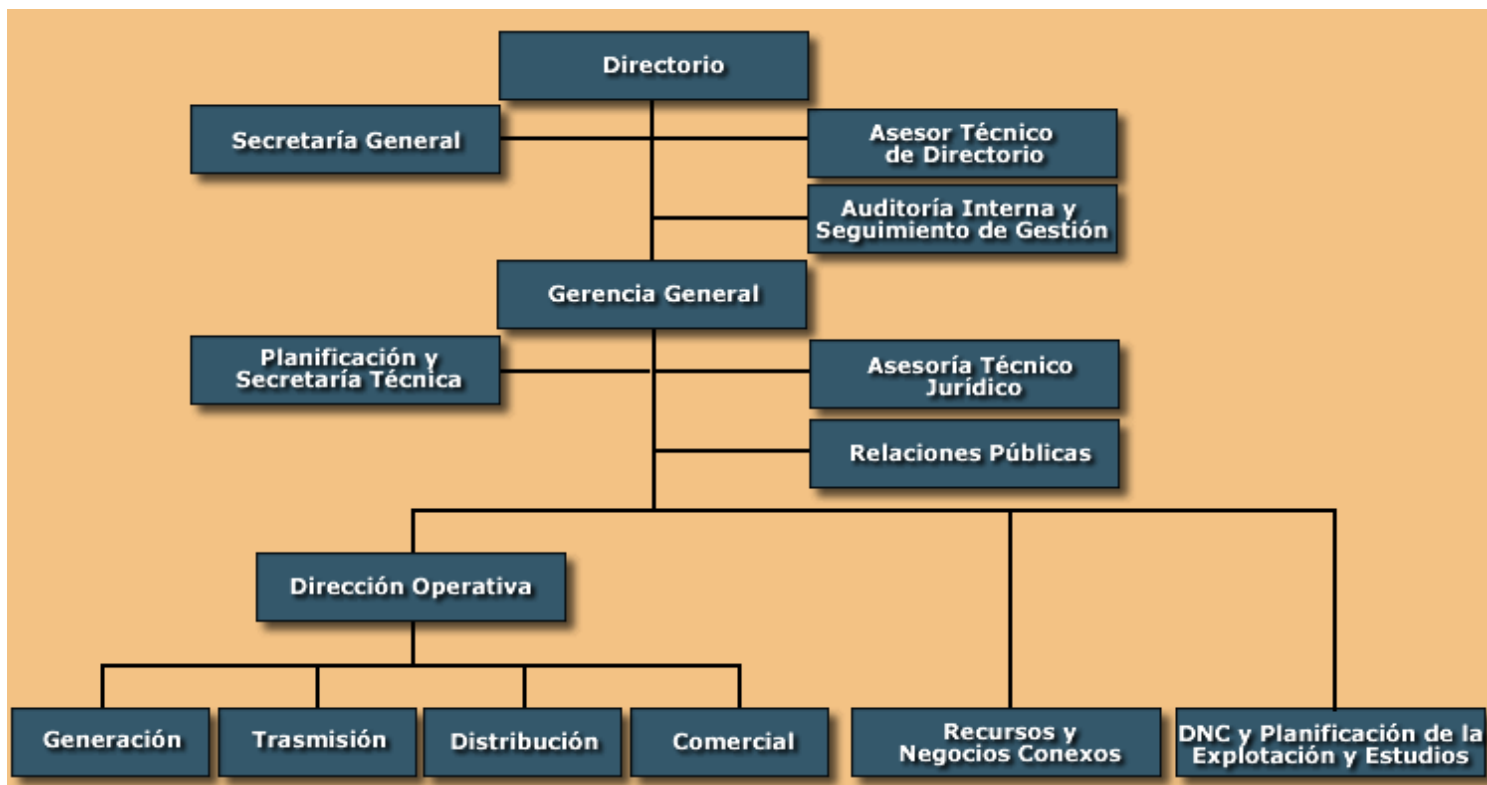 Directorio
Secretaría General
Asesor Técnico
de Directorio
Auditoría Interna y
Seguimiento de Gestión
Gerencia General
Planificación y
Secretaría Técnica
Asesoría Técnico
Jurídico
Relaciones Públicas
Dirección Operativa
Generación
Trasmisión
Distribución
Comercial
Recursos y
Negocios Conexos
DNC y Planificación de la
Explotación y Estudios